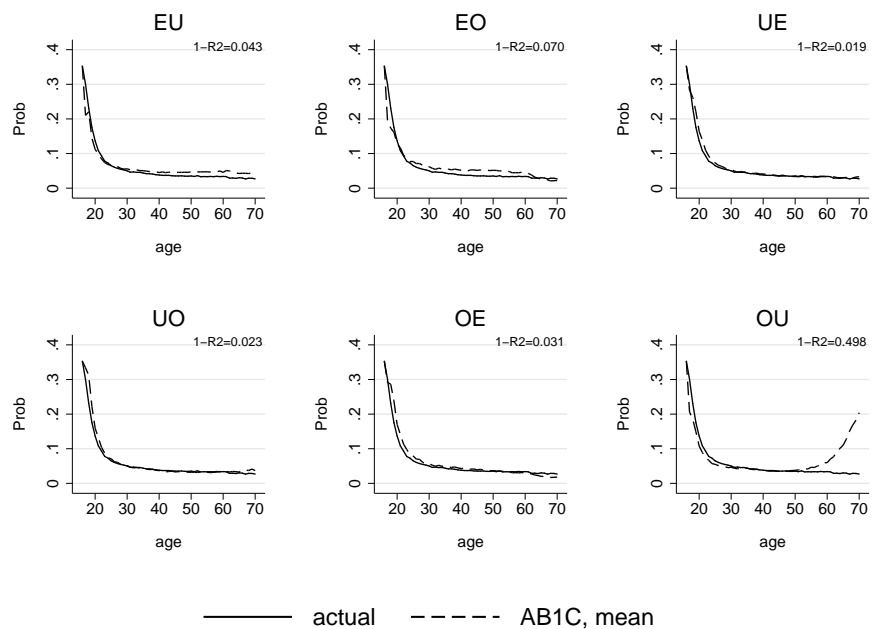 EU
1−R2=0.043
Prob
0 .1 .2 .3 .4
20 30 40 50 60 70
age
EO
1−R2=0.070
Prob
0 .1 .2 .3 .4
20 30 40 50 60 70
age
UE
1−R2=0.019
Prob
0 .1 .2 .3 .4
20 30 40 50 60 70
age
UO
1−R2=0.023
Prob
0 .1 .2 .3 .4
20 30 40 50 60 70
age
OE
1−R2=0.031
Prob
0 .1 .2 .3 .4
20 30 40 50 60 70
age
OU
1−R2=0.498
Prob
0 .1 .2 .3 .4
20 30 40 50 60 70
age
actual AB1C, mean